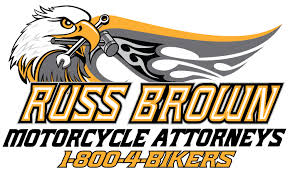 RUSS BROWN
MOTORCYCLE ATTORNEYS
1-800-4-BIKERS